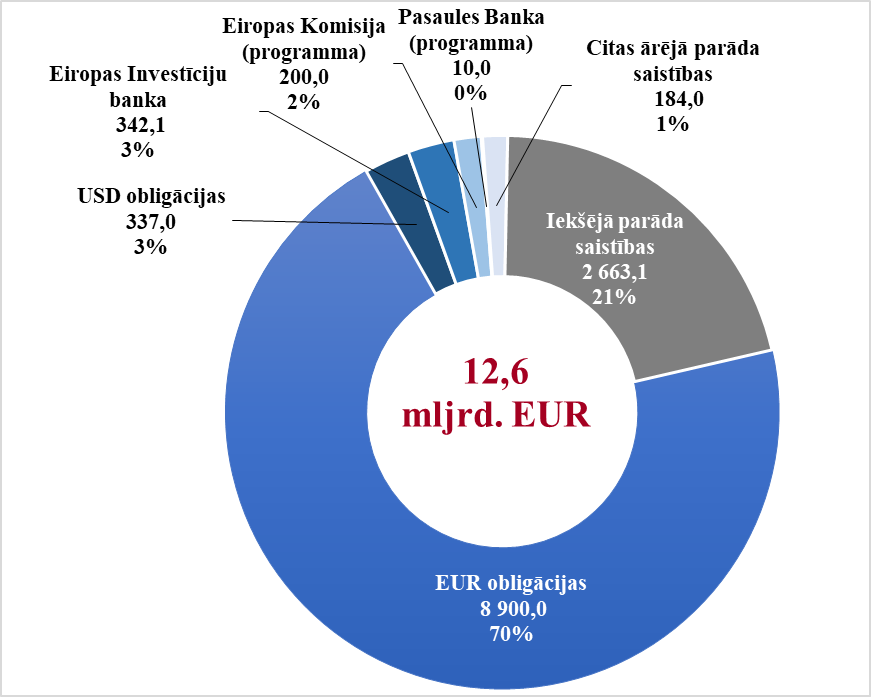 Eiropas Komisija
(programma)
200,0
2%
Pasaules Banka
(programma)
10,0
0%
Citas ārējā parāda
saistības
184,0
1%
Eiropas Investīciju
banka
342,1
3%
USD obligācijas
337,0
3%
Iekšējā parāda
saistības
2 663,1
21%
12,6
mljrd. EUR
EUR obligācijas
8 900,0
70%